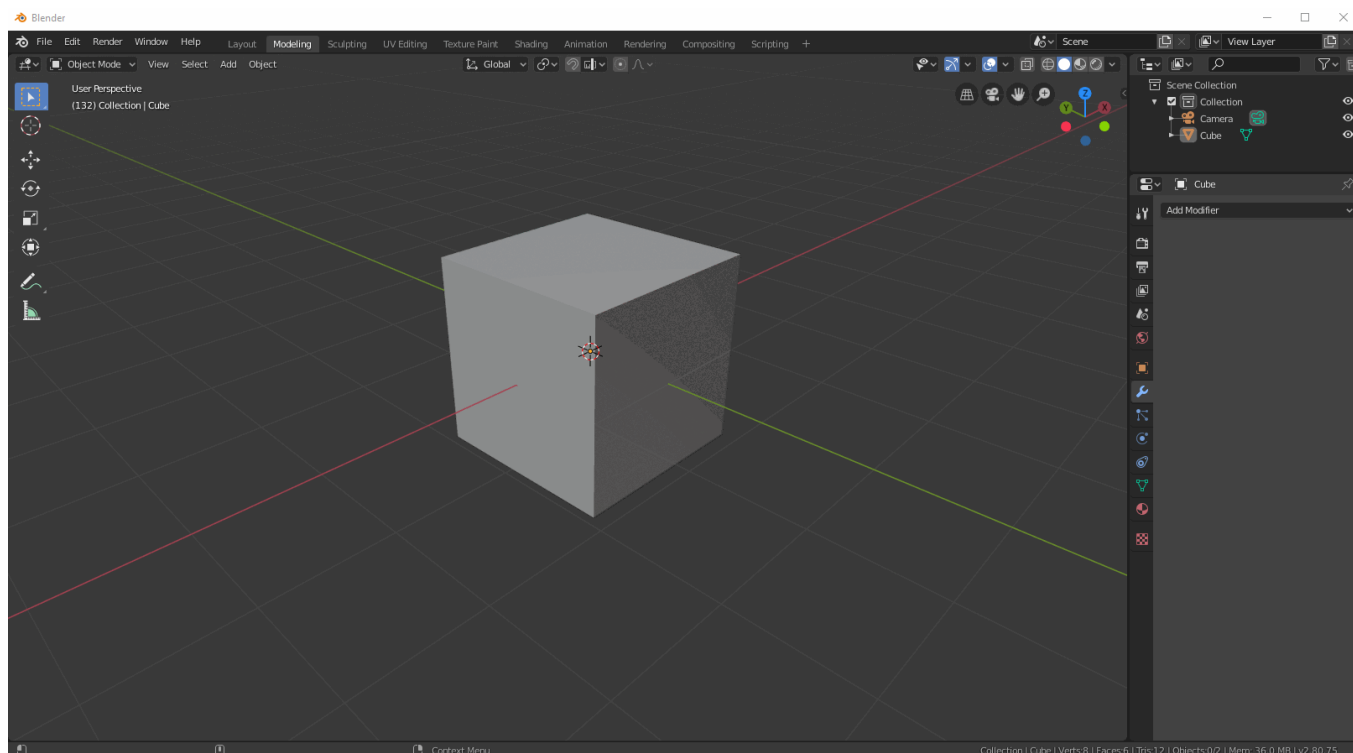 Blender
File Edit Render Window Help Layout Modeling Sculpting UV Editing Texture Paint Shading Animation Rendering Compositing Scripting + Scene View Layer
Object Mode View Select Add Object Global
User Perspective
(132) Collection | Cube
Z
Y
X
Scene Collection
Collection
Camera
Cube
Cube
Add Modifier
Context Menu
Collection | Cube | Verts:8 | Faces:6 | Tris:12 | Objects:0/2 | Mem: 36.0 MB | v2.80.75